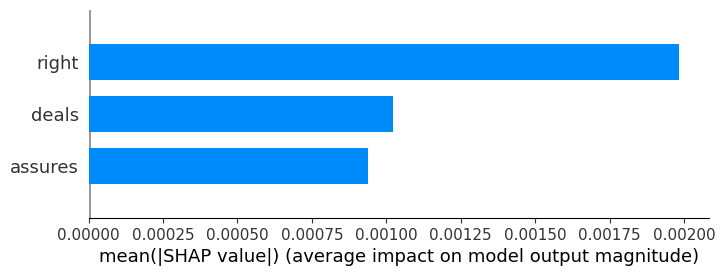 right
deals
assures
0.00000 0.00025 0.00050 0.00075 0.00100 0.00125 0.00150 0.00175 0.00200
mean(|SHAP value|) (average impact on model output magnitude)